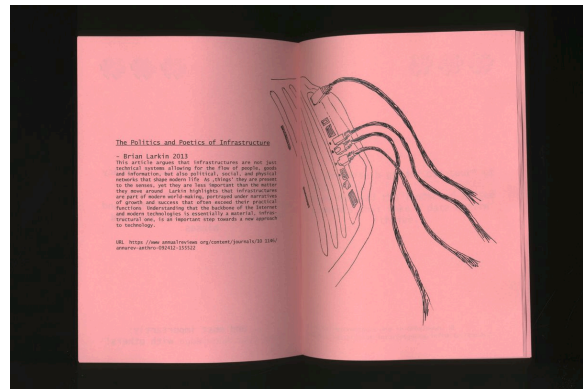 The Politics and Poetics of Infrastructure
– Brian Larkin 2013
This article argues that infrastructures are not just
technical systems allowing for the flow of people, goods
and information, but also political, social, and physical
networks that shape modern life As ‚things' they are present
to the senses, yet they are less important than the matter
they move around Larkin highlights that infrastructures
are part of modern world-making, portrayed under narratives
of growth and success that often exceed their practical
functions Understanding that the backbone of the Internet
and modern technologies is essentially a material, infras-
tructural one, is an important step towards a new approach
to technology.
URL https://www annualreviews org/content/journals/10 1146/
annurev-anthro-092412-155522